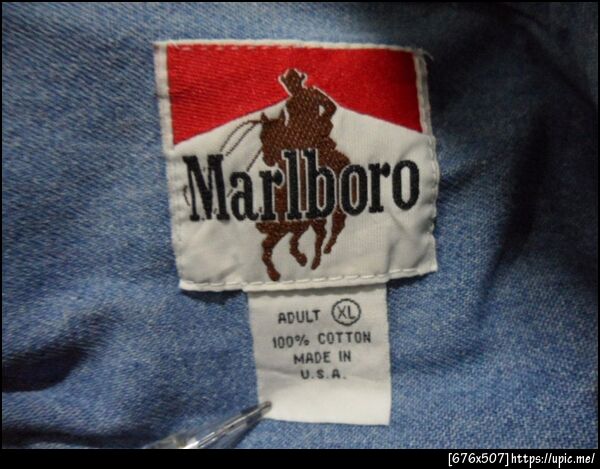 Marlboro
ADULT XL
100% COTTON
MADE IN
U.S.A.
[676x507]https://upic.me/